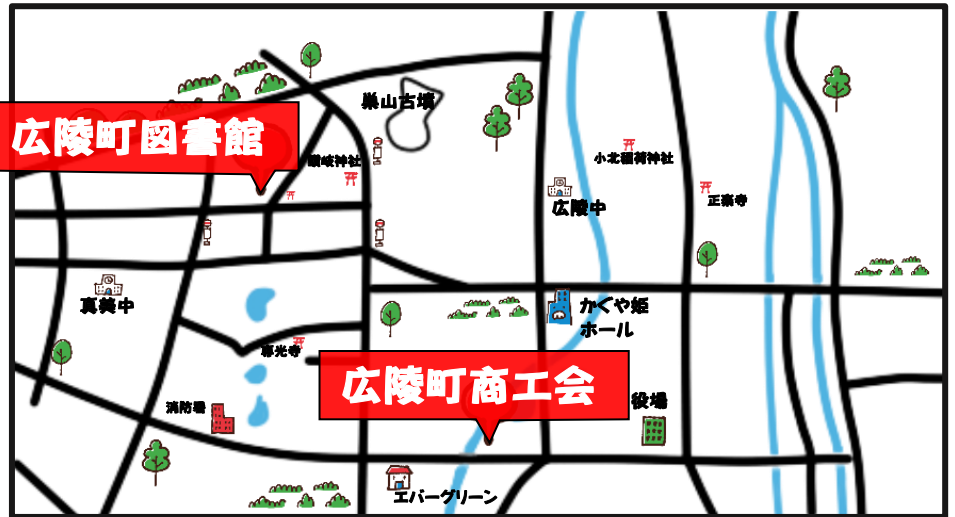 巣山古墳
広陵町図書館
讃岐神社
小北稲荷神社
正楽寺
広陵中
真美中
かぐや姫
ホール
専光寺
広陵町商工会
役場
消防署
エバーグリーン